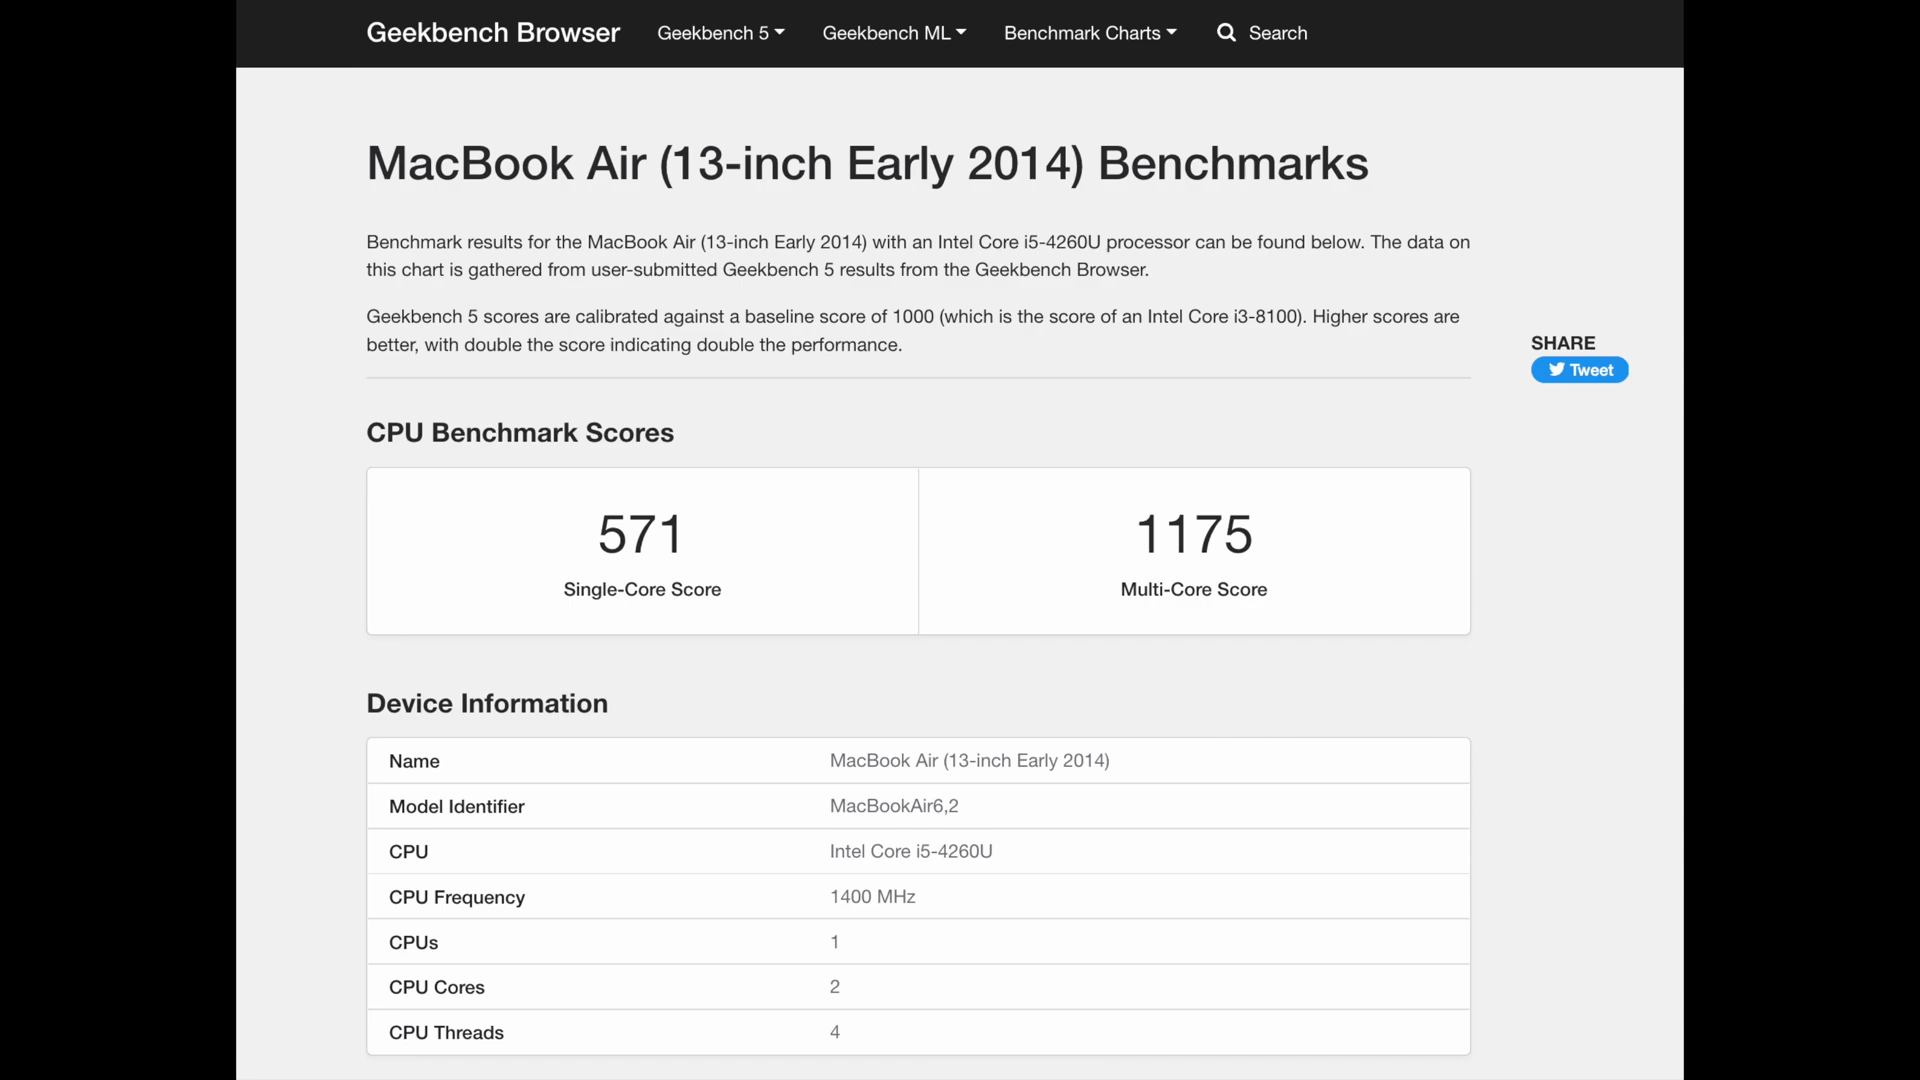 Geekbench Browser Geekbench 5 Geekbench ML Benchmark Charts Search
MacBook Air (13-inch Early 2014) Benchmarks
Benchmark results for the MacBook Air (13-inch Early 2014) with an Intel Core i5-4260U processor can be found below. The data on
this chart is gathered from user-submitted Geekbench 5 results from the Geekbench Browser.
Geekbench 5 scores are calibrated against a baseline score of 1000 (which is the score of an Intel Core i3-8100). Higher scores are
better, with double the score indicating double the performance.
SHARE
Tweet
CPU Benchmark Scores
571 1175
Single-Core Score Multi-Core Score
Device Information
Name MacBook Air (13-inch Early 2014)
Model Identifier MacBookAir6,2
CPU Intel Core i5-4260U
CPU Frequency 1400 MHz
CPUs 1
CPU Cores 2
CPU Threads 4